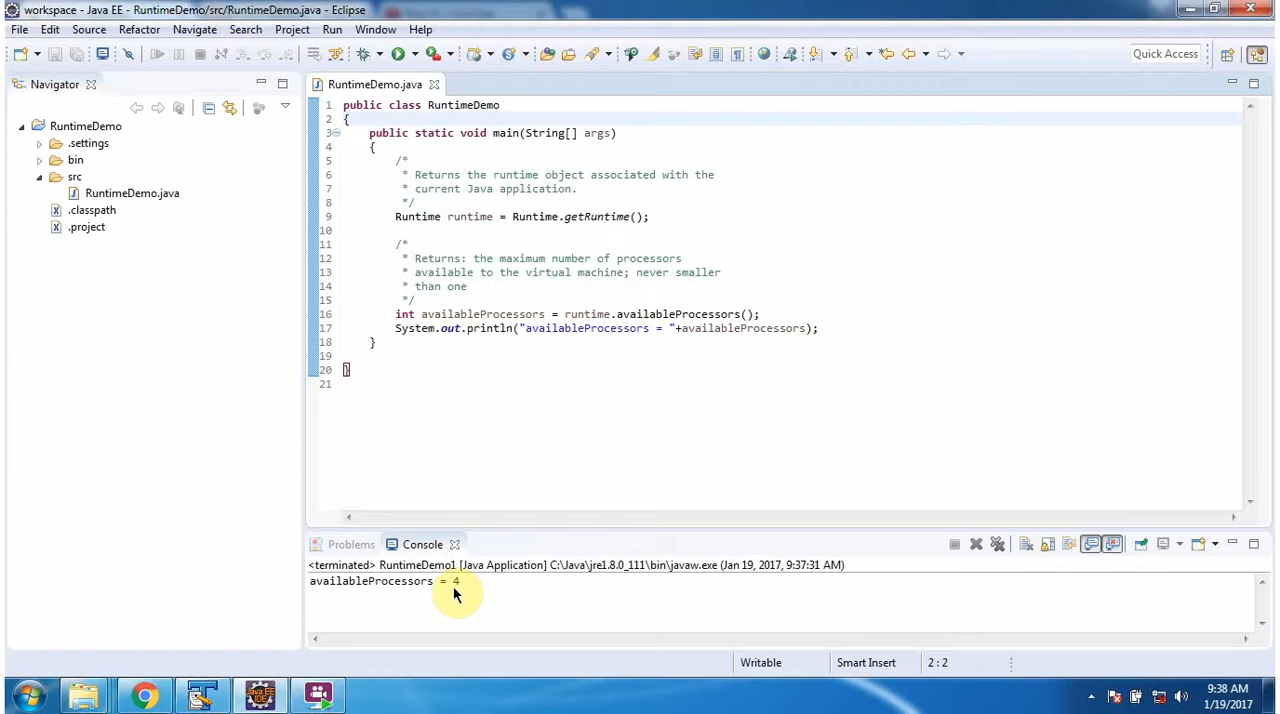 workspace - Java EE - RuntimeDemo/src/RuntimeDemo.java - Eclipse
File Edit Source Refactor Navigate Search Project Run Window Help
Quick Access
Navigator
RuntimeDemo
.settings
bin
src
RuntimeDemo.java
.classpath
.project
RuntimeDemo.java
1 public class RuntimeDemo
2 {
3 public static void main(String[] args)
4 {
5 /*
6 * Returns the runtime object associated with the
7 * current Java application.
8 */
9 Runtime runtime = Runtime.getRuntime();
10
11 /*
12 * Returns: the maximum number of processors
13 * available to the virtual machine; never smaller
14 * than one
15 */
16 int availableProcessors = runtime.availableProcessors();
17 System.out.println("availableProcessors = "+availableProcessors);
18 }
19
20 }
21
Problems Console
<terminated> RuntimeDemo1 [Java Application] C:\Java\jre1.8.0_111\bin\javaw.exe (Jan 19, 2017, 9:37:31 AM)
availableProcessors = 4
Writable Smart Insert 2 : 2
Java EE IDE
9:38 AM
1/19/2017